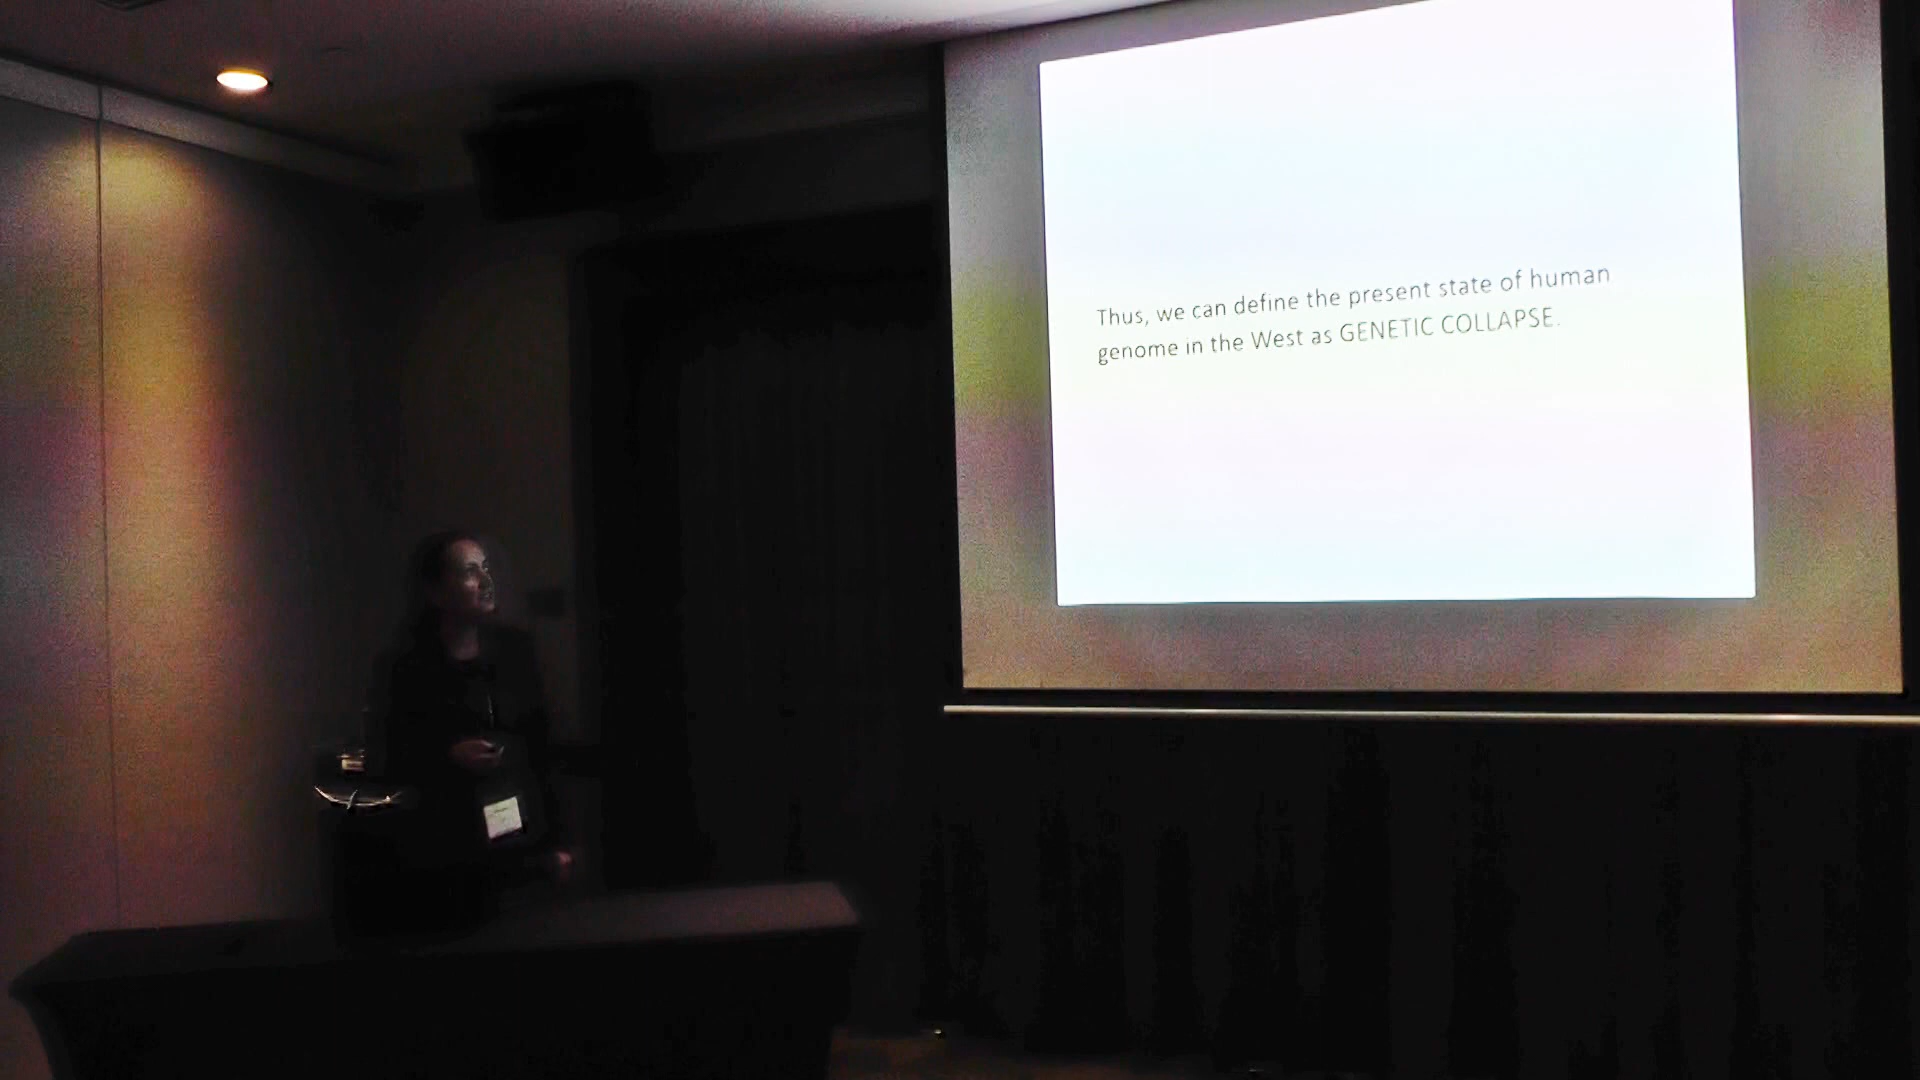 Thus, we can define the present state of human
genome in the West as GENETIC COLLAPSE.